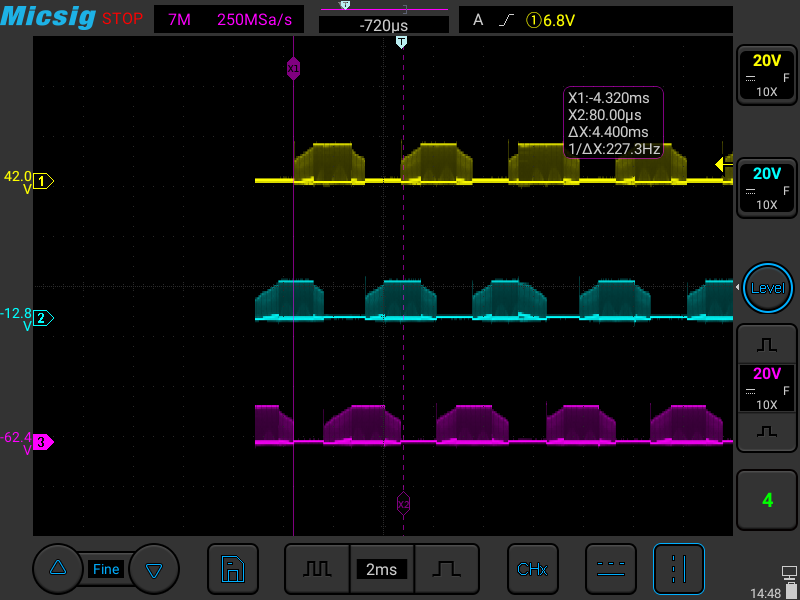 Micsig STOP 7M 250MSa/s -720µs A ①6.8V
T
X1
20V
F
10X
X1:-4.320ms
X2:80.00µs
ΔX:4.400ms
1/ΔX:227.3Hz
42.0
V
1
20V
F
10X
-12.8
V
2
Level
20V
F
10X
-62.4
V
3
X2
4
Fine
2ms
CHx
14:48